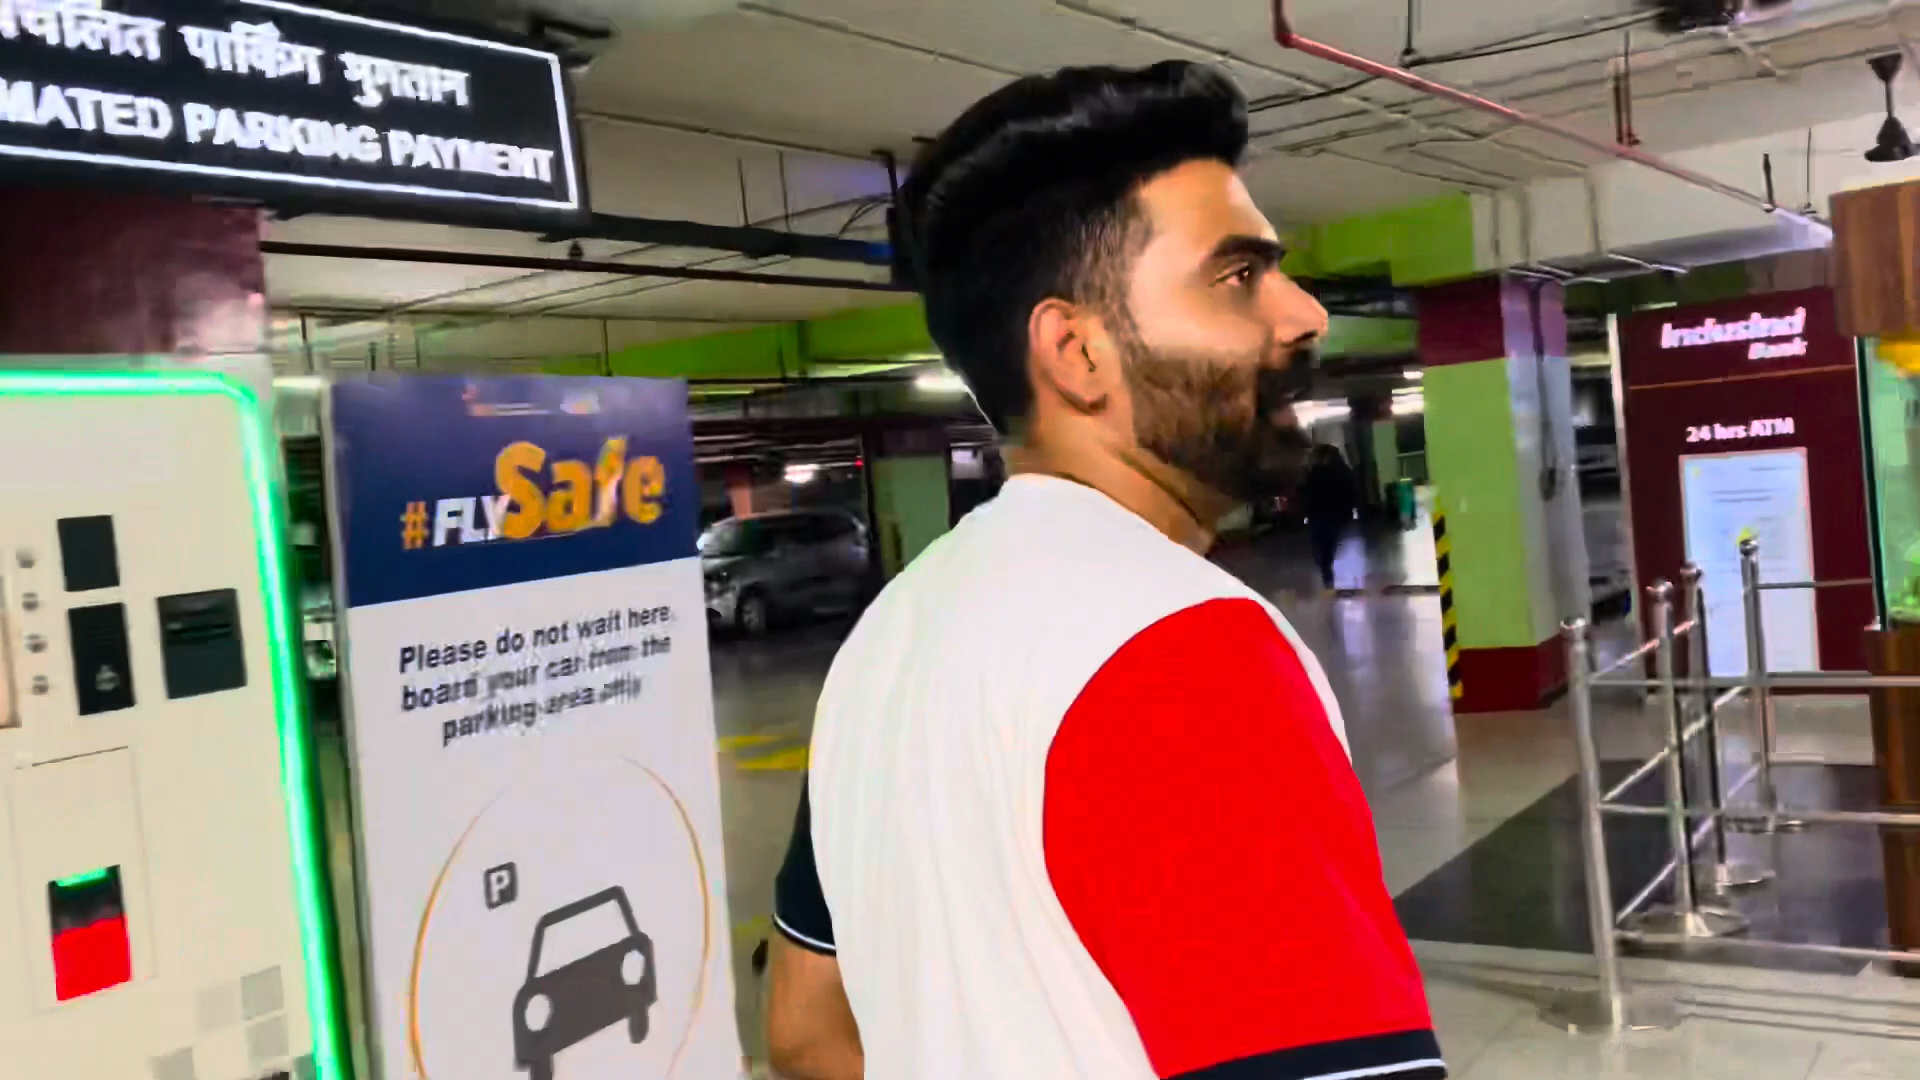 पार्किंग भुगतान
PARKING PAYMENT
#FLYSafe
Please do not wait here,
board your car from the
parking area only
P
IndusInd
Bank
24 hrs ATM